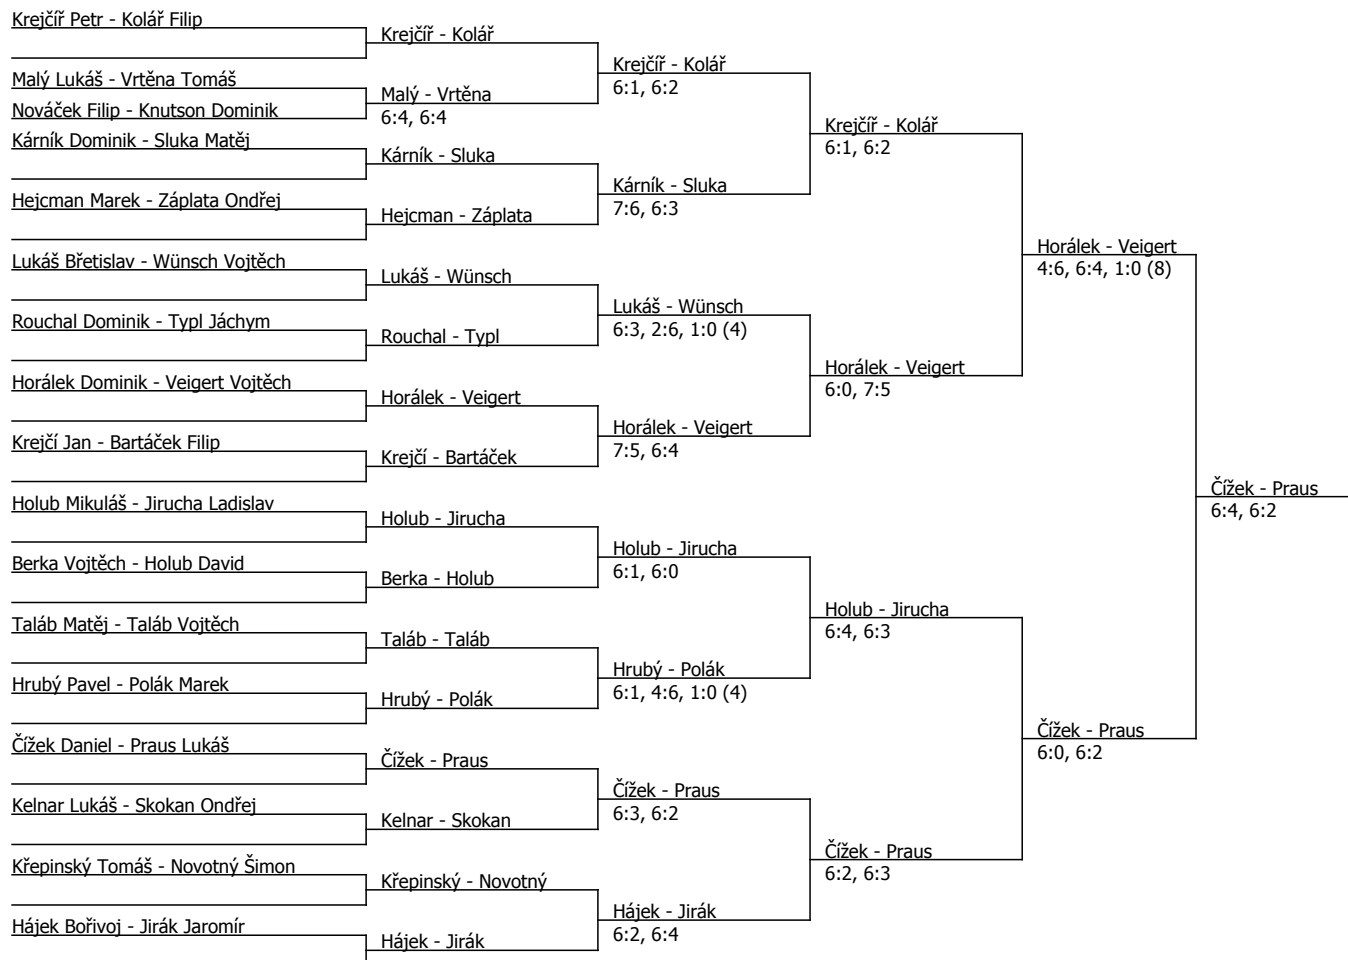 Krejčíř Petr - Kolář Filip
Malý Lukáš - Vrtěna Tomáš
Nováček Filip - Knutson Dominik
Kárník Dominik - Sluka Matěj
Hejcman Marek - Záplata Ondřej
Lukáš Břetislav - Wünsch Vojtěch
Rouchal Dominik - Typl Jáchym
Horálek Dominik - Veigert Vojtěch
Krejčí Jan - Bartáček Filip
Holub Mikuláš - Jirucha Ladislav
Berka Vojtěch - Holub David
Taláb Matěj - Taláb Vojtěch
Hrubý Pavel - Polák Marek
Čížek Daniel - Praus Lukáš
Kelnar Lukáš - Skokan Ondřej
Křepinský Tomáš - Novotný Šimon
Hájek Bořivoj - Jirák Jaromír
Krejčíř - Kolář
Malý - Vrtěna
6:4, 6:4
Kárník - Sluka
Hejcman - Záplata
Lukáš - Wünsch
Rouchal - Typl
Horálek - Veigert
Krejčí - Bartáček
Holub - Jirucha
Berka - Holub
Taláb - Taláb
Hrubý - Polák
Čížek - Praus
Kelnar - Skokan
Křepinský - Novotný
Hájek - Jirák
Krejčíř - Kolář
6:1, 6:2
Kárník - Sluka
7:6, 6:3
Lukáš - Wünsch
6:3, 2:6, 1:0 (4)
Horálek - Veigert
7:5, 6:4
Holub - Jirucha
6:1, 6:0
Hrubý - Polák
6:1, 4:6, 1:0 (4)
Čížek - Praus
6:3, 6:2
Hájek - Jirák
6:2, 6:4
Krejčíř - Kolář
6:1, 6:2
Horálek - Veigert
6:0, 7:5
Holub - Jirucha
6:4, 6:3
Čížek - Praus
6:2, 6:3
Horálek - Veigert
4:6, 6:4, 1:0 (8)
Čížek - Praus
6:0, 6:2
Čížek - Praus
6:4, 6:2